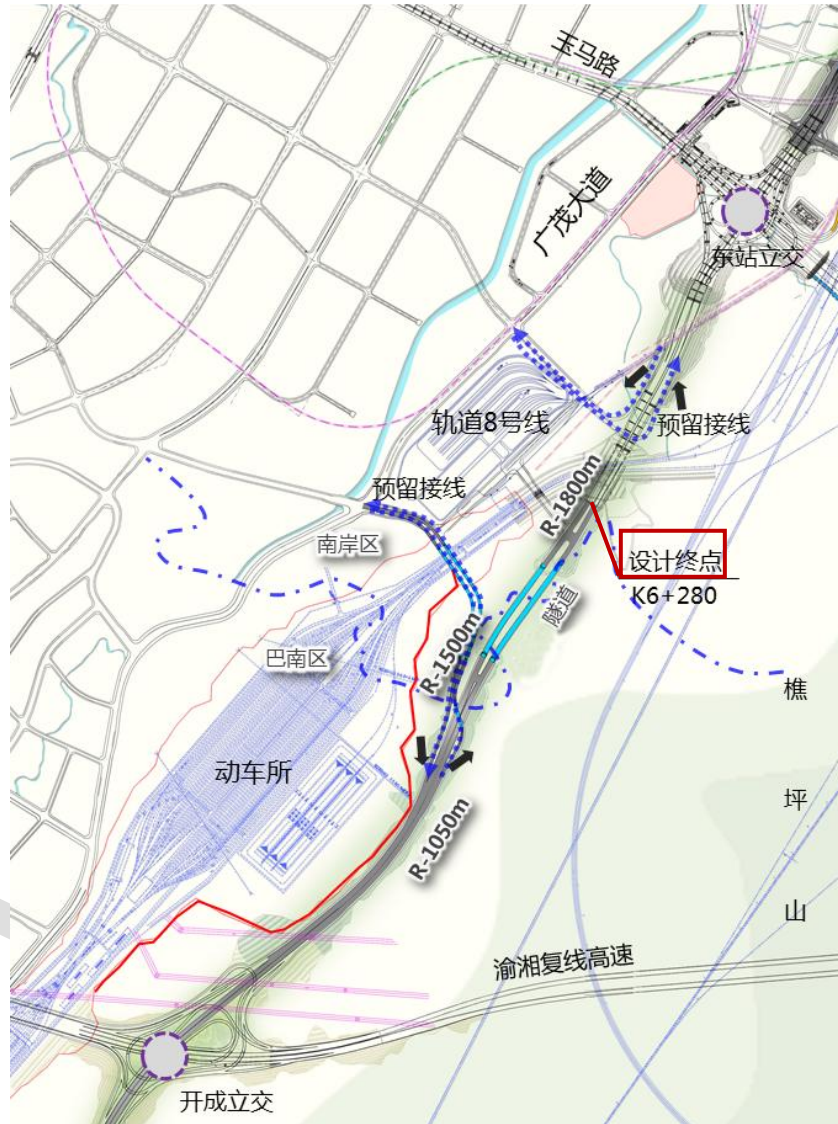 玉马路
广茂大道
东站立交
轨道8号线
预留接线
预留接线
南岸区
R-1800m
设计终点
K6+280
隧道
巴南区
R-1500m
樵坪山
动车所
R-1050m
渝湘复线高速
开成立交